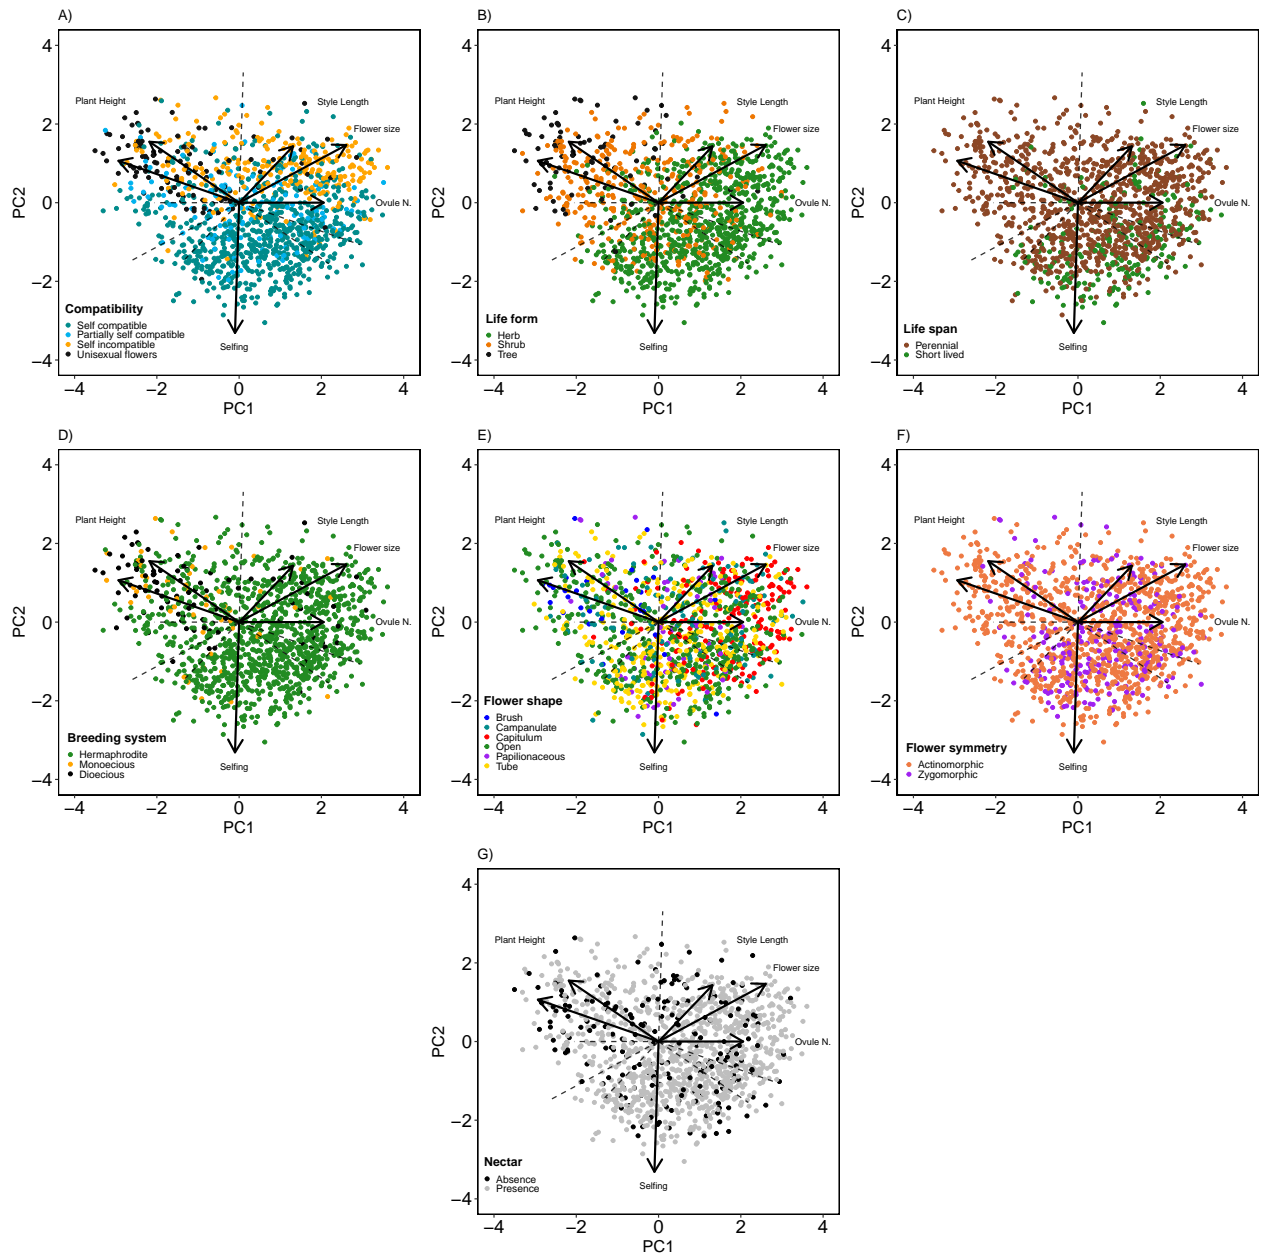 A)
4
2
0
−2
−4
PC2
Plant Height
Style Length
Flower size
Ovule N.
Selfing
Compatibility
Self compatible
Partially self compatible
Self incompatible
Unisexual flowers
−4 −2 0 2 4
PC1
B)
4
2
0
−2
−4
PC2
Plant Height
Style Length
Flower size
Ovule N.
Selfing
Life form
Herb
Shrub
Tree
−4 −2 0 2 4
PC1
C)
4
2
0
−2
−4
PC2
Plant Height
Style Length
Flower size
Ovule N.
Selfing
Life span
Perennial
Short lived
−4 −2 0 2 4
PC1
D)
4
2
0
−2
−4
PC2
Plant Height
Style Length
Flower size
Ovule N.
Selfing
Breeding system
Hermaphrodite
Monoecious
Dioecious
−4 −2 0 2 4
PC1
E)
4
2
0
−2
−4
PC2
Plant Height
Style Length
Flower size
Ovule N.
Selfing
Flower shape
Brush
Campanulate
Capitulum
Open
Papilionaceous
Tube
−4 −2 0 2 4
PC1
F)
4
2
0
−2
−4
PC2
Plant Height
Style Length
Flower size
Ovule N.
Selfing
Flower symmetry
Actinomorphic
Zygomorphic
−4 −2 0 2 4
PC1
G)
4
2
0
−2
−4
PC2
Plant Height
Style Length
Flower size
Ovule N.
Selfing
Nectar
Absence
Presence
−4 −2 0 2 4
PC1